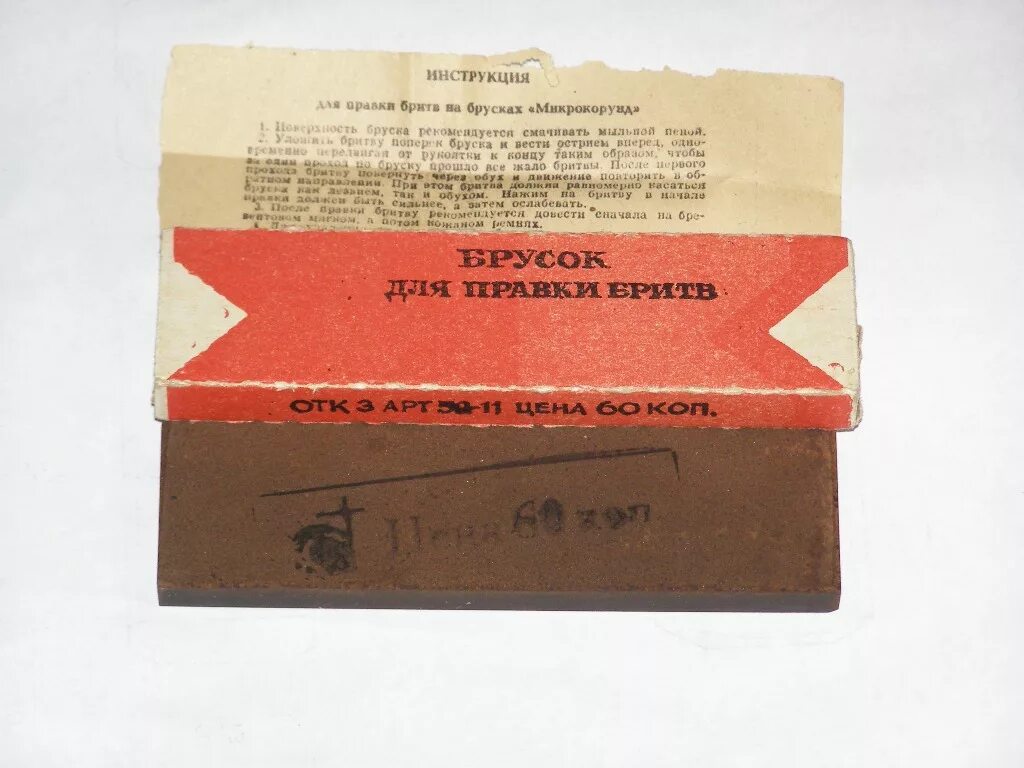 ИНСТРУКЦИЯ
для правки бритв на брусках «Микрокорунд»
1. Поверхность бруска рекомендуется смачивать мыльной пеной.
2. Уложить бритву поперек бруска и вести острием вперед, одно-
временно передвигая от рукоятки к концу таким образом, чтобы
за один проход по бруску прошло все жало бритвы. После первого
прохода бритву повернуть через обух и движение повторить в об-
ратном направлении. При этом бритва должна равномерно касаться
бруска как лезвием, так и обухом. Нажим на бритву в начале
правки должен быть сильнее, а затем ослабевать.
3. После правки бритву рекомендуется довести сначала на бре-
зентовом мягком, а потом кожаном ремнях.
БРУСОК
ДЛЯ ПРАВКИ БРИТВ
ОТК 3 АРТ 50-11 ЦЕНА 60 КОП.
Цена 60 коп